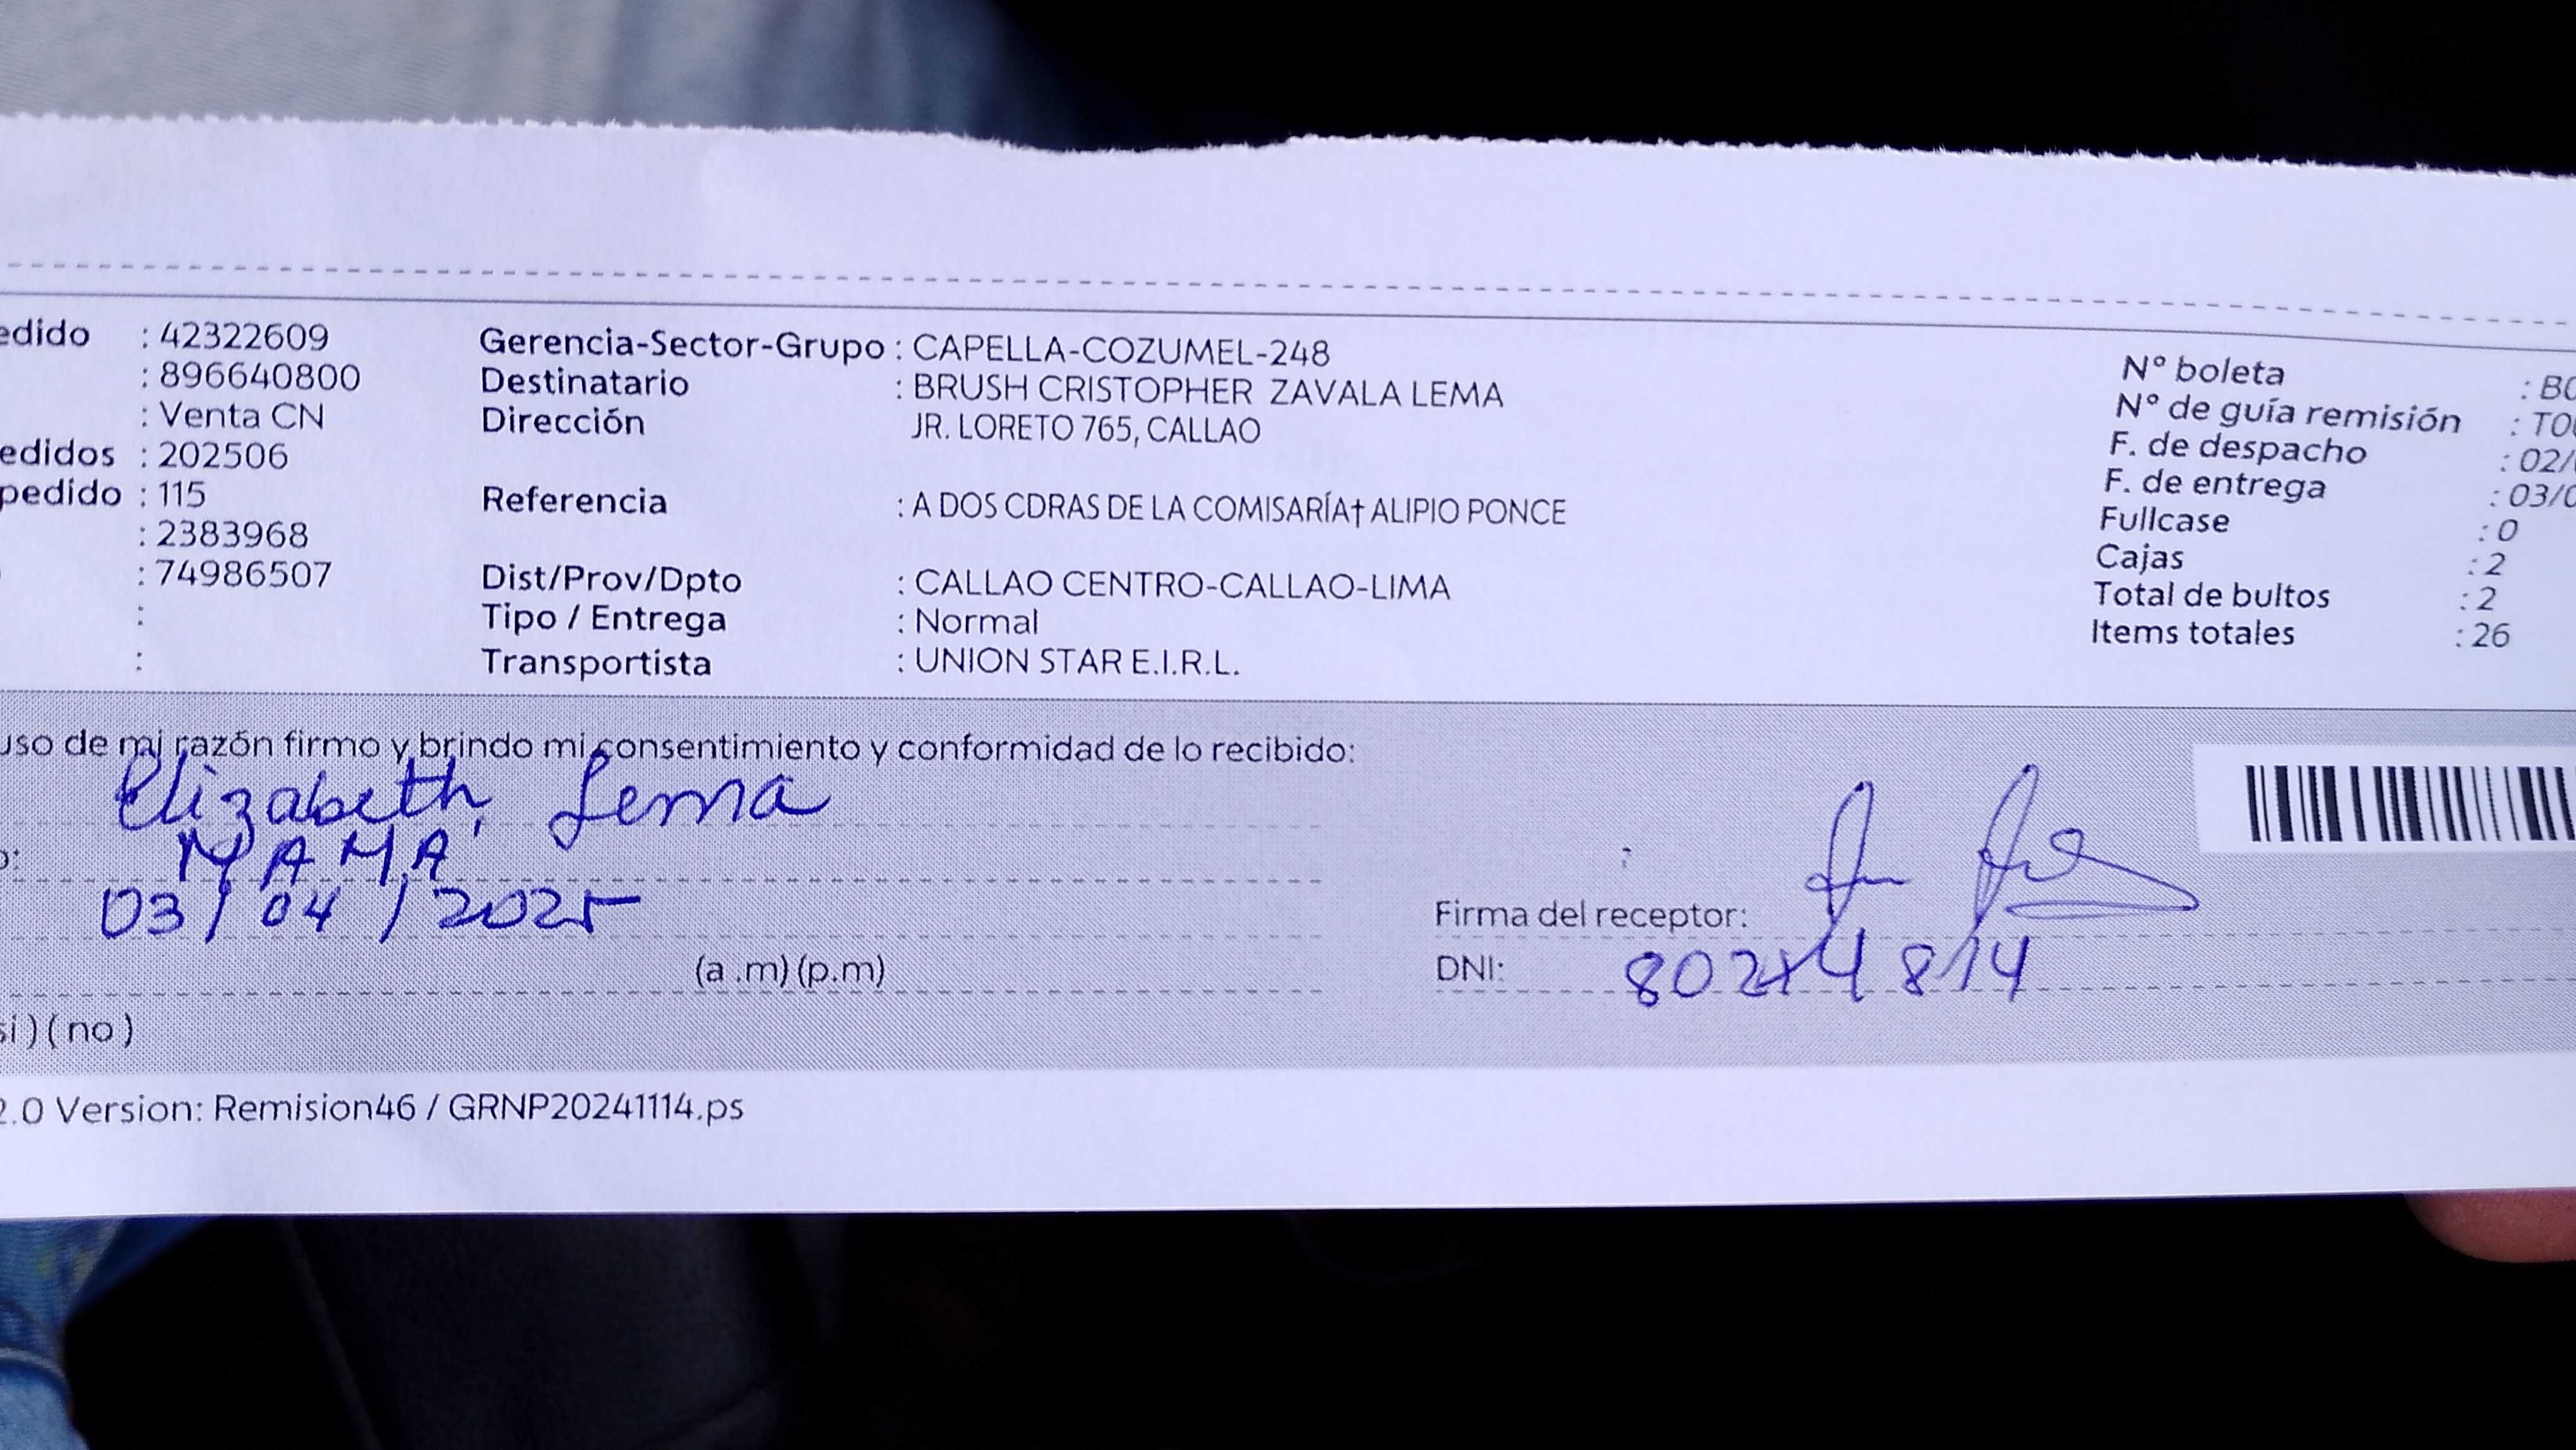 edido : 42322609
: 896640800
: Venta CN
edidos : 202506
pedido : 115
: 2383968
: 74986507
:
:
Gerencia-Sector-Grupo : CAPELLA-COZUMEL-248
Destinatario : BRUSH CRISTOPHER ZAVALA LEMA
Dirección JR. LORETO 765, CALLAO
Referencia : A DOS CDRAS DE LA COMISARÍA† ALIPIO PONCE
Dist/Prov/Dpto : CALLAO CENTRO-CALLAO-LIMA
Tipo / Entrega : Normal
Transportista : UNION STAR E.I.R.L.
N° boleta : B0
N° de guía remisión : T00
F. de despacho : 02/
F. de entrega : 03/0
Fullcase : 0
Cajas : 2
Total de bultos : 2
Items totales : 26
uso de mi razón firmo y brindo mi consentimiento y conformidad de lo recibido:
Elizabeth Lema
o: MAMÁ
03/04/2025
(a .m) (p.m)
si) ( no )
Firma del receptor:
DNI:
2.0 Version: Remision46 / GRNP20241114.ps